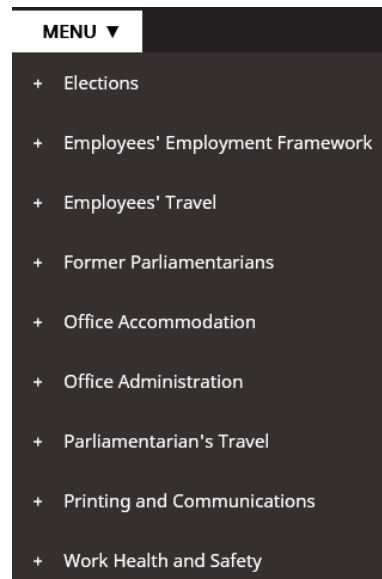 MENU ▼
+ Elections
+ Employees' Employment Framework
+ Employees' Travel
+ Former Parliamentarians
+ Office Accommodation
+ Office Administration
+ Parliamentarian's Travel
+ Printing and Communications
+ Work Health and Safety